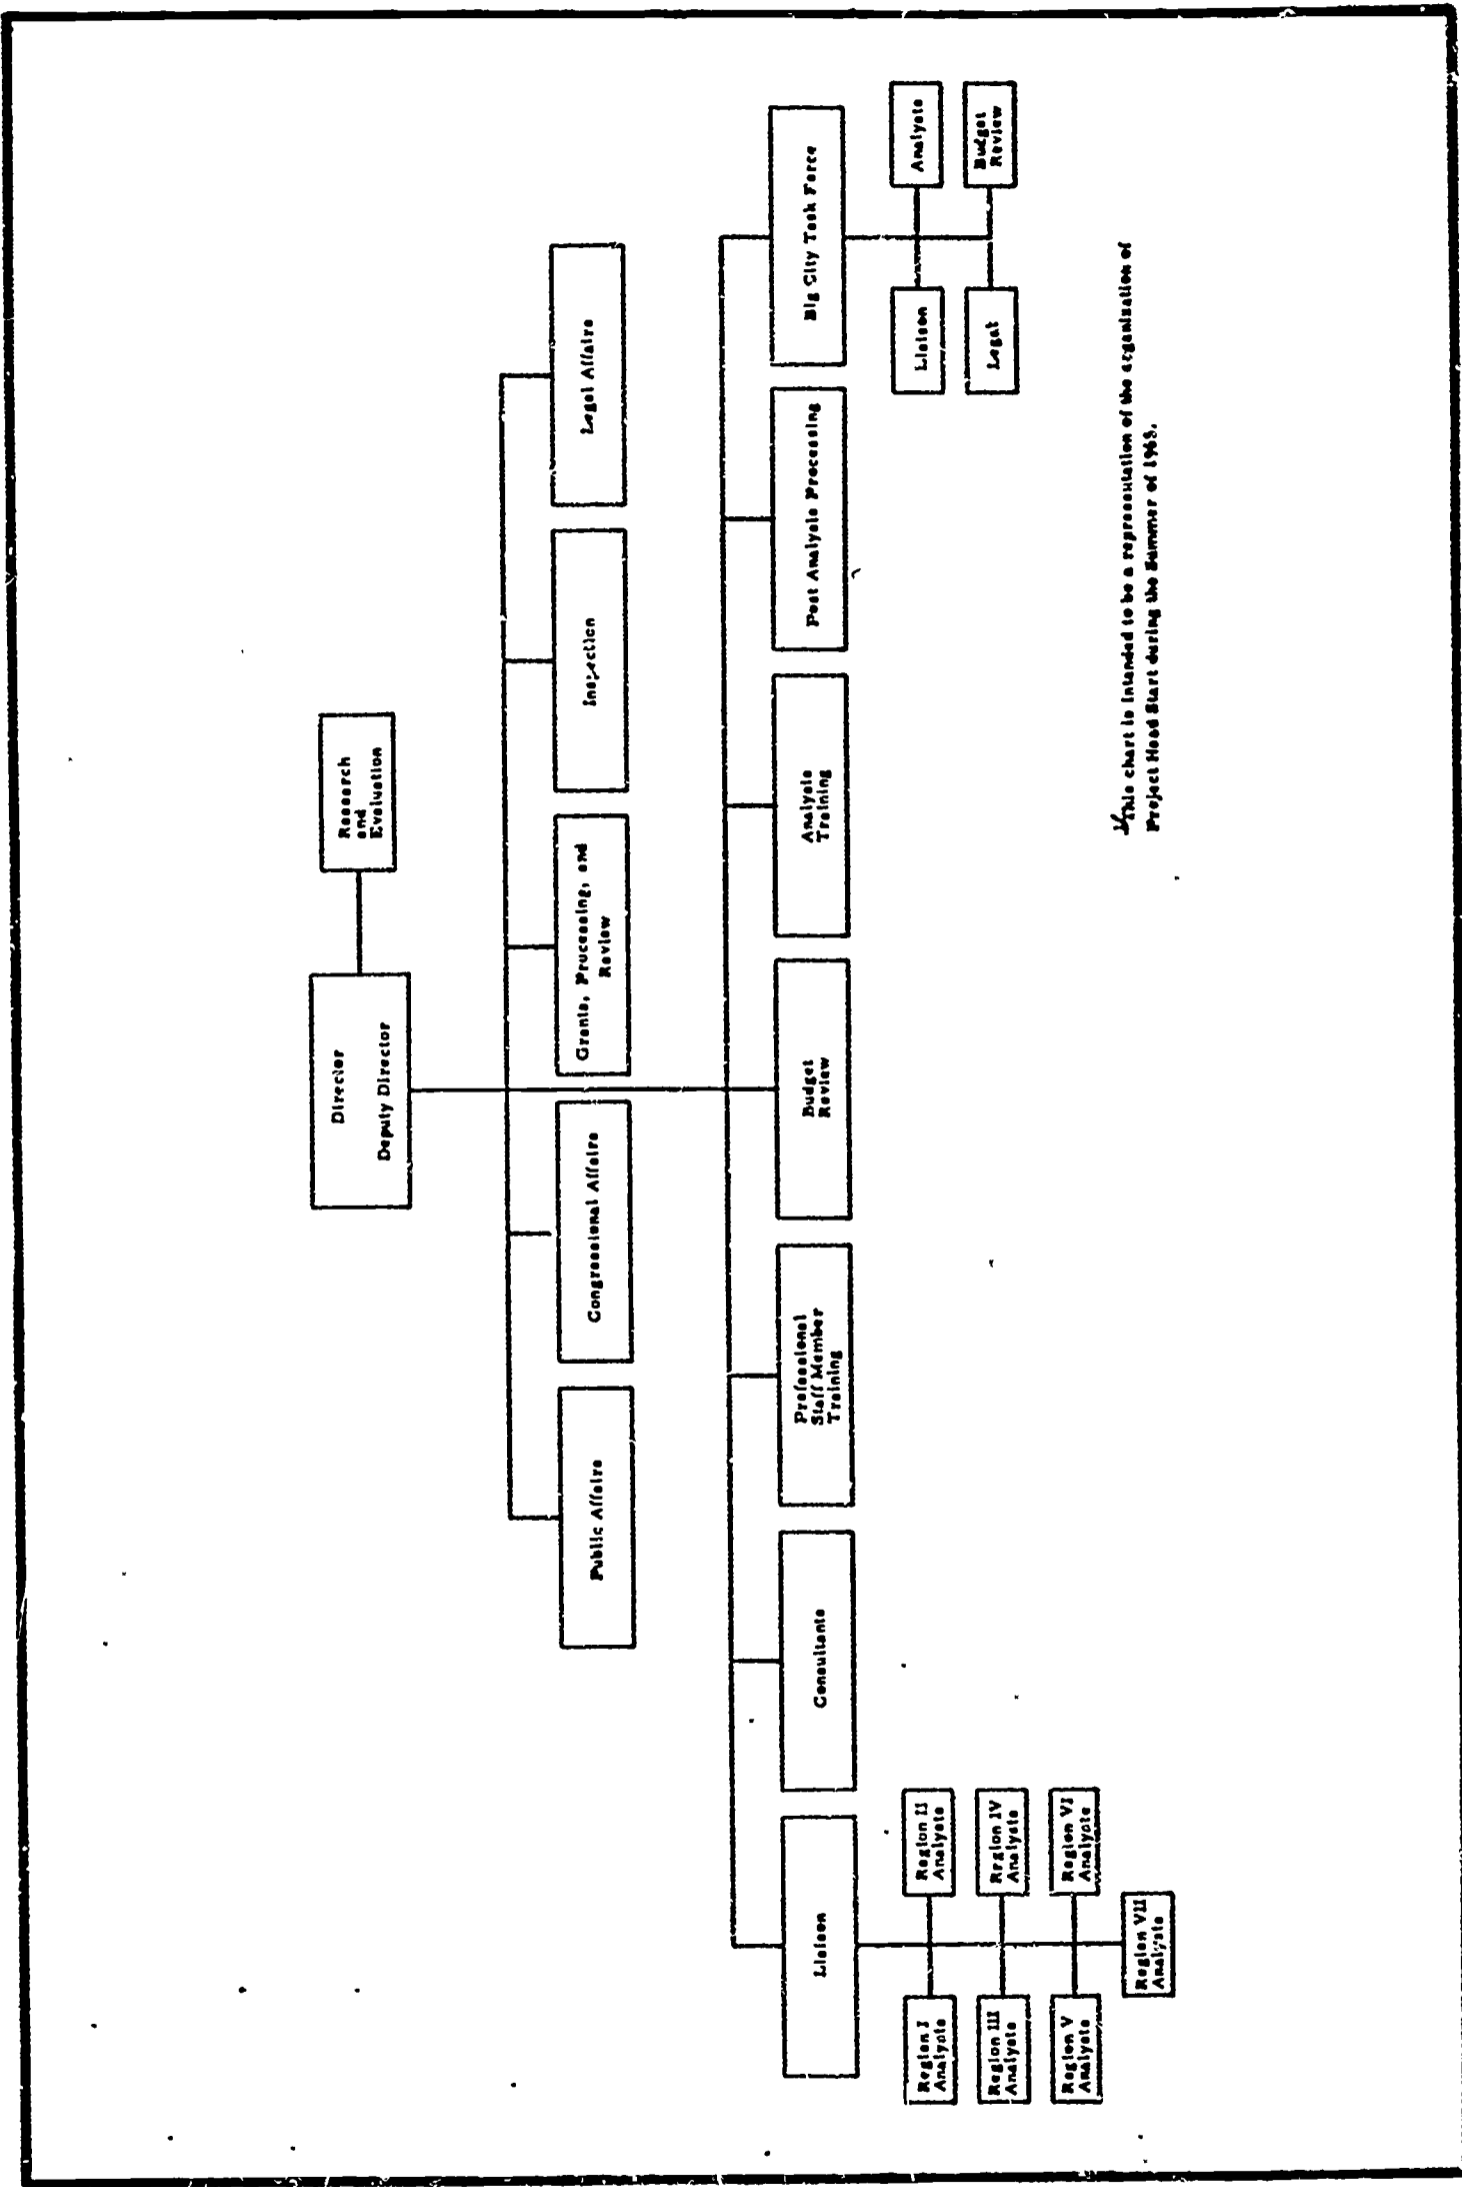 Research
and
Evaluation
Director
Deputy Director
Public Affairs
Congressional Affairs
Grants, Processing, and
Review
Inspection
Legal Affairs
Liaison
Consultants
Professional
Staff Member
Training
Budget
Review
Analysts
Training
Post Analysis Processing
Big City Task Force
Region I
Analysts
Region II
Analysts
Region III
Analysts
Region IV
Analysts
Region V
Analysts
Region VI
Analysts
Region VII
Analysts
Liaison
Analysts
Legal
Budget
Review
1/ This chart is intended to be a representation of the organization of
Project Head Start during the Summer of 1965.